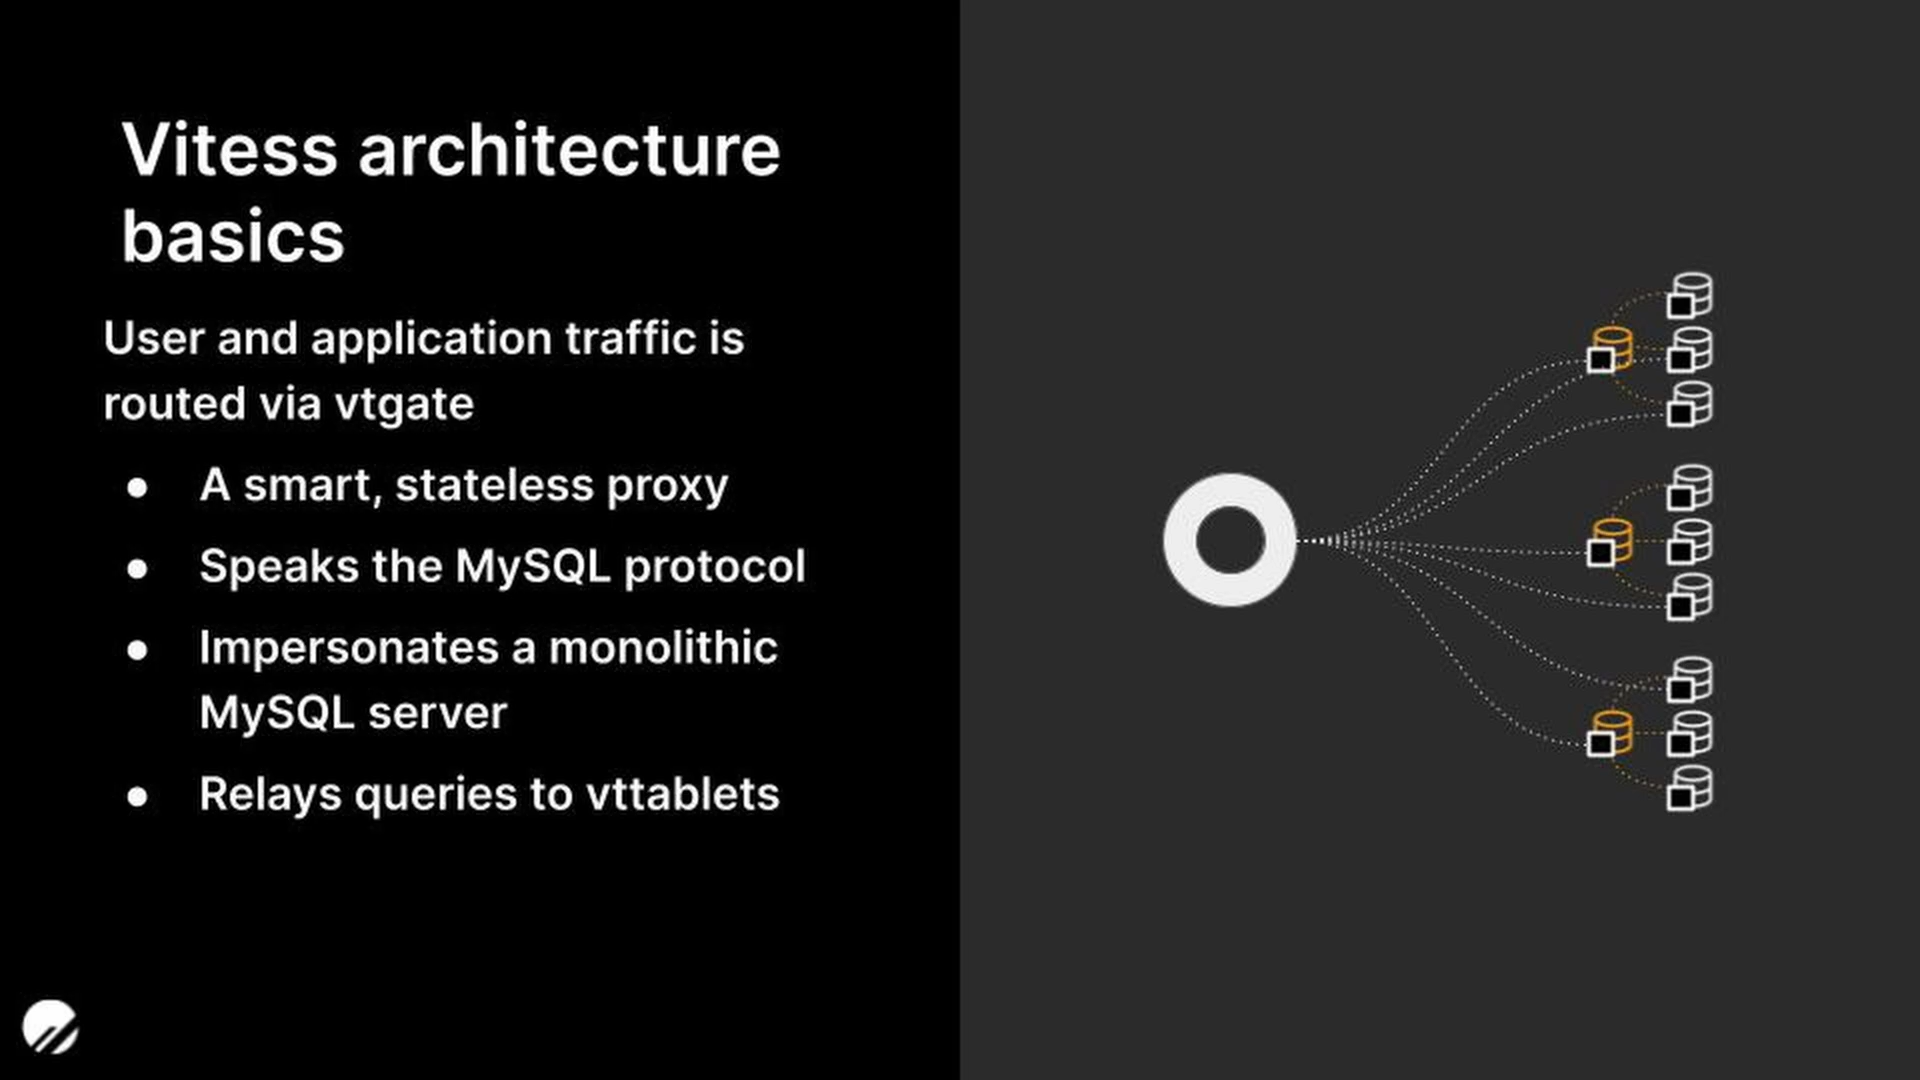 Vitess architecture
basics
User and application traffic is
routed via vtgate
● A smart, stateless proxy
● Speaks the MySQL protocol
● Impersonates a monolithic
MySQL server
● Relays queries to vttablets